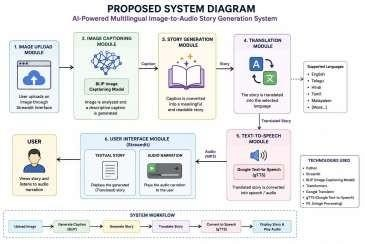 PROPOSED SYSTEM DIAGRAM
AI-Powered Multilingual Image-to-Audio Story Generation System
1. IMAGE UPLOAD
MODULE
User uploads an
image through
Streamlit Interface
2. IMAGE CAPTIONING
MODULE
BLIP Image
Captioning Model
Image is analyzed and
a descriptive caption
is generated
Caption
3. STORY GENERATION
MODULE
Caption is converted
into a meaningful
and readable story
Story
4. TRANSLATION
MODULE
A
The story is translated
into the selected
language
Supported Languages
• English
• Telugu
• Hindi
• Tamil
• Malayalam
• (More...)
Translated Story
5. TEXT-TO-SPEECH
MODULE
Google Text-to-Speech
(gTTS)
Translated story is converted
into speech / audio
Audio
(MP3)
6. USER INTERFACE MODULE
(Streamlit)
TEXTUAL STORY
Displays the generated
(Translated) story
AUDIO NARRATION
Plays the audio narration
to the user
USER
Views story and
listens to audio
narration
TECHNOLOGIES USED
• Python
• Streamlit
• BLIP (Image Captioning Model)
• Transformers
• Google Translator
• gTTS (Google Text-to-Speech)
• PIL (Image Processing)
SYSTEM WORKFLOW
Upload Image
Generate Caption
(BLIP)
Generate Story
Translate Story
Convert to Speech
(gTTS)
Display Story &
Play Audio